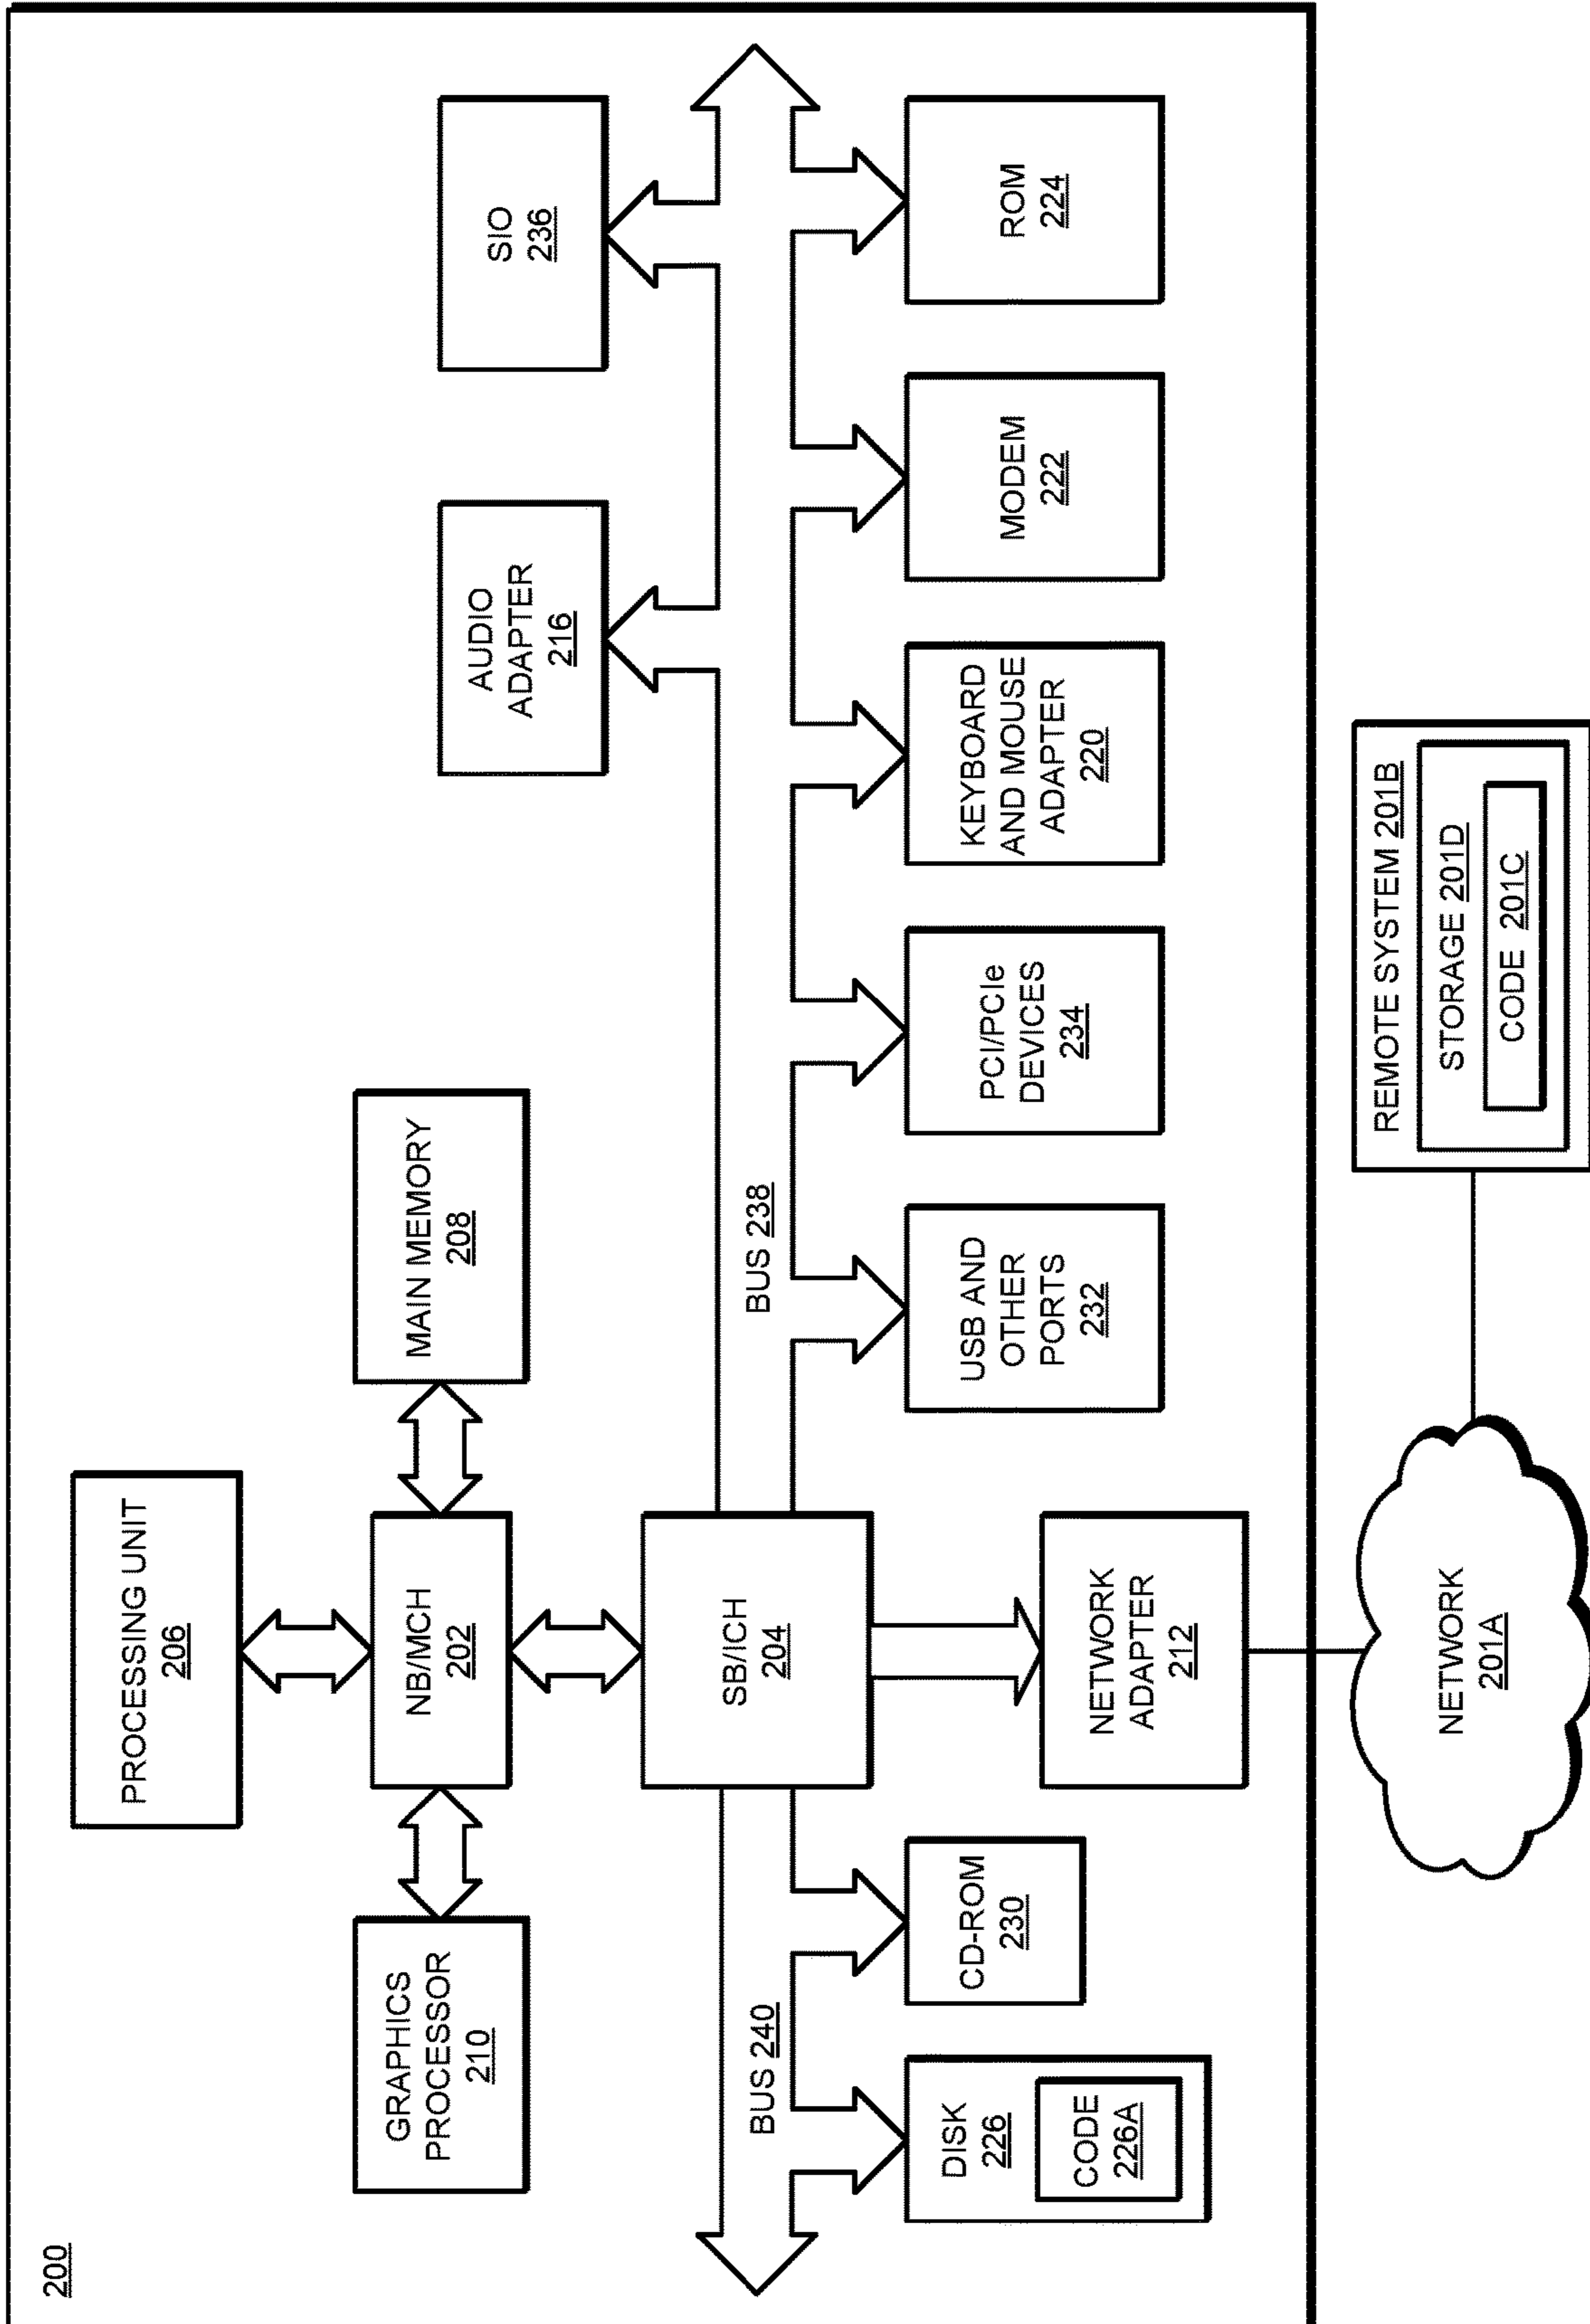 200
PROCESSING UNIT
206
GRAPHICS
PROCESSOR
210
NB/MCH
202
MAIN MEMORY
208
AUDIO
ADAPTER
216
SIO
236
SB/ICH
204
BUS 240
BUS 238
DISK
226
CODE
226A
CD-ROM
230
NETWORK
ADAPTER
212
USB AND
OTHER
PORTS
232
PCI/PCIe
DEVICES
234
KEYBOARD
AND MOUSE
ADAPTER
220
MODEM
222
ROM
224
NETWORK
201A
REMOTE SYSTEM 201B
STORAGE 201D
CODE 201C